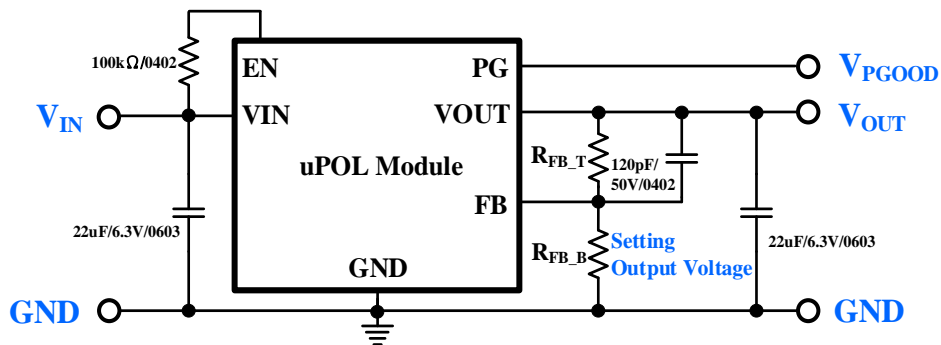 100kΩ/0402
EN
PG
V_PGOOD
V_IN
VIN
VOUT
V_OUT
uPOL Module
R_FB_T
120pF/
50V/0402
FB
22uF/6.3V/0603
R_FB_B
Setting
Output Voltage
22uF/6.3V/0603
GND
GND
GND